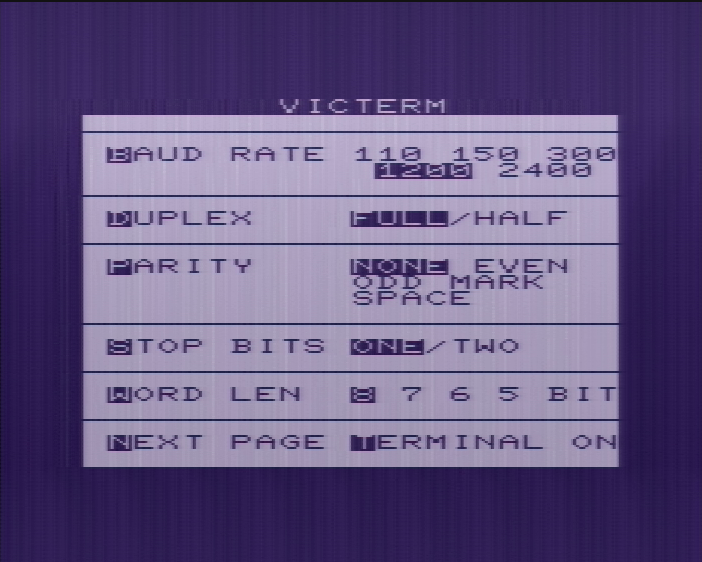 VICTERM
BAUD RATE 110 150 300
1200 2400
DUPLEX FULL/HALF
PARITY NONE EVEN
ODD MARK
SPACE
STOP BITS ONE/TWO
WORD LEN 8 7 6 5 BIT
NEXT PAGE TERMINAL ON